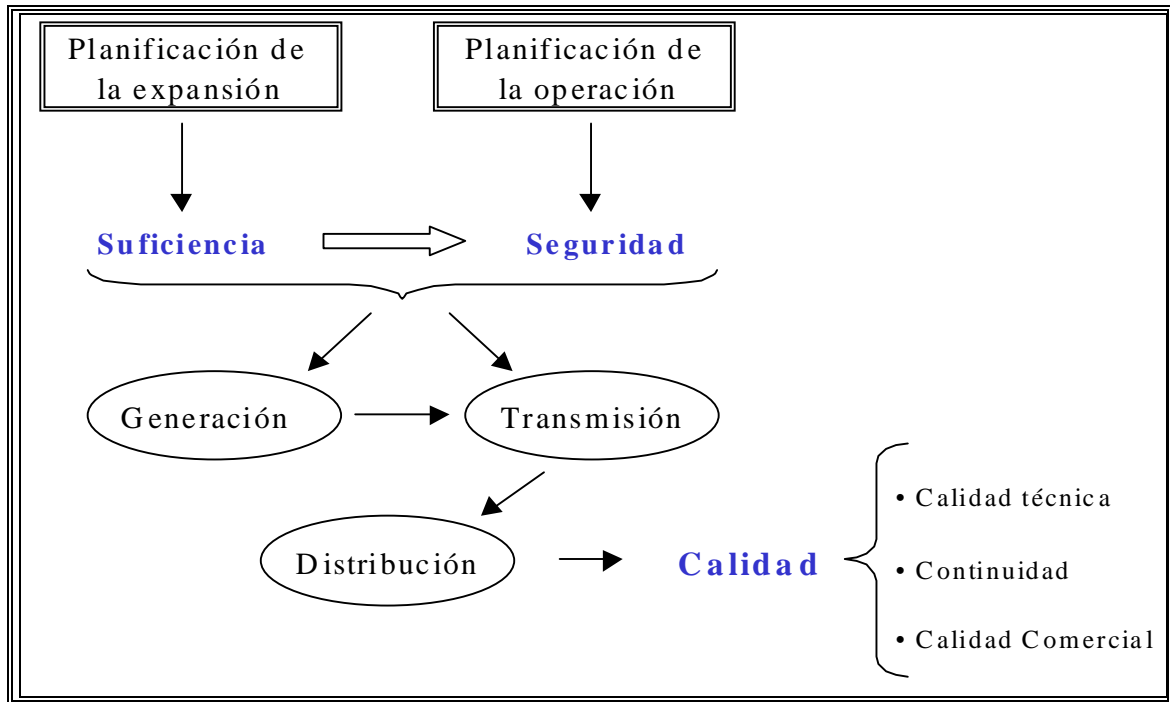 Planificación de
la expansión
Planificación de
la operación
Suficiencia
Seguridad
Generación
Transmisión
Distribución
Calidad
• Calidad técnica
• Continuidad
• Calidad Comercial